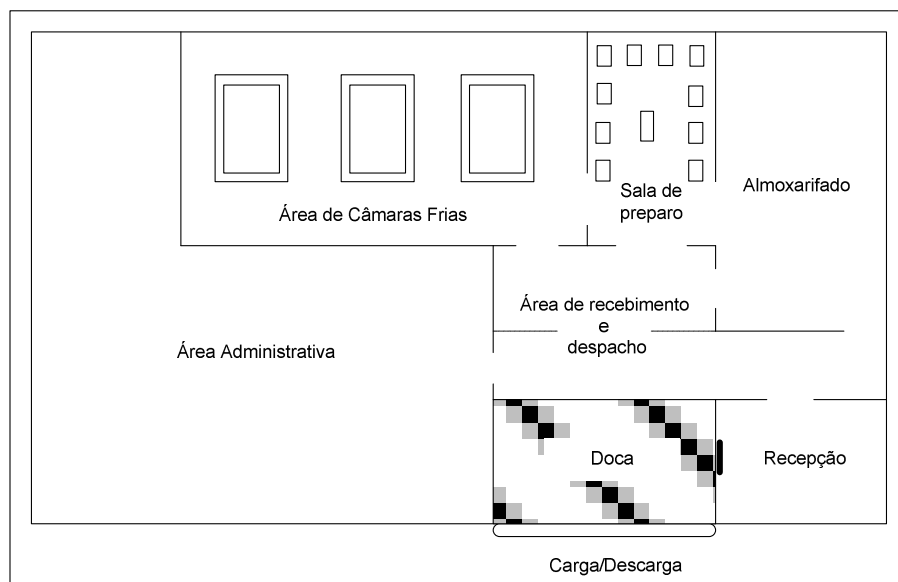 Sala de
preparo
Almoxarifado
Área de Câmaras Frias
Área de recebimento
e
despacho
Área Administrativa
Doca
Recepção
Carga/Descarga